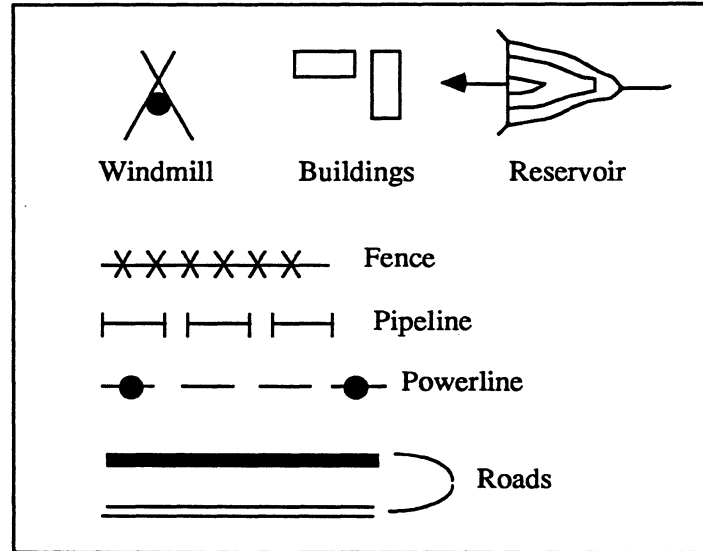 Windmill Buildings Reservoir
Fence
Pipeline
Powerline
Roads